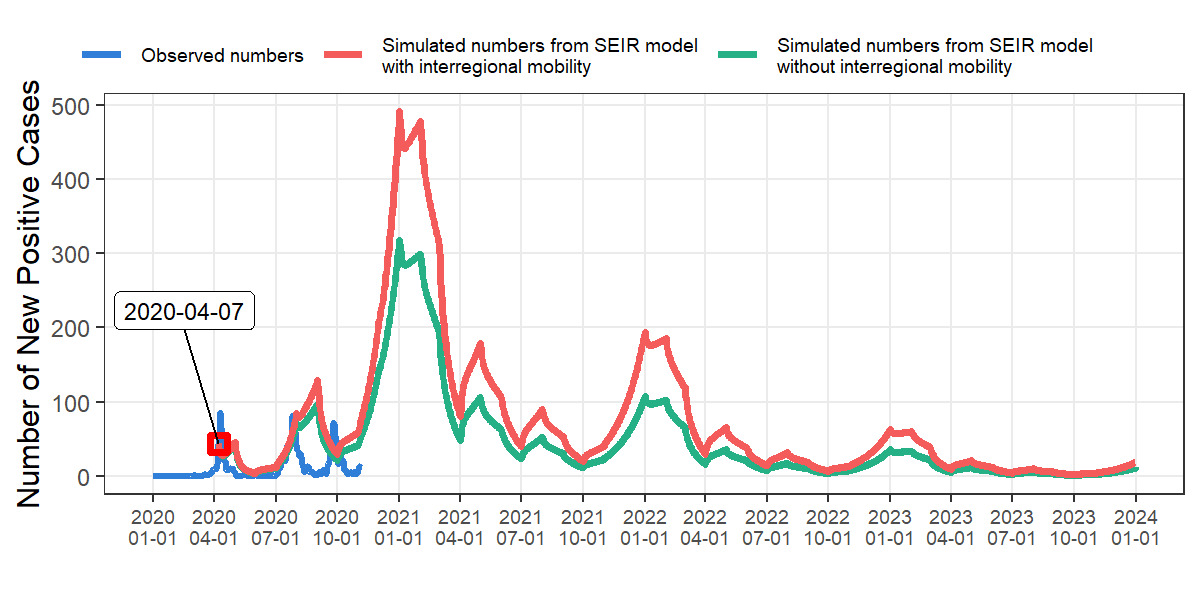 Observed numbers
Simulated numbers from SEIR model
with interregional mobility
Simulated numbers from SEIR model
without interregional mobility
Number of New Positive Cases
500
400
300
200
100
0
2020-04-07
2020 2020 2020 2020 2021 2021 2021 2021 2022 2022 2022 2022 2023 2023 2023 2023 2024
01-01 04-01 07-01 10-01 01-01 04-01 07-01 10-01 01-01 04-01 07-01 10-01 01-01 04-01 07-01 10-01 01-01